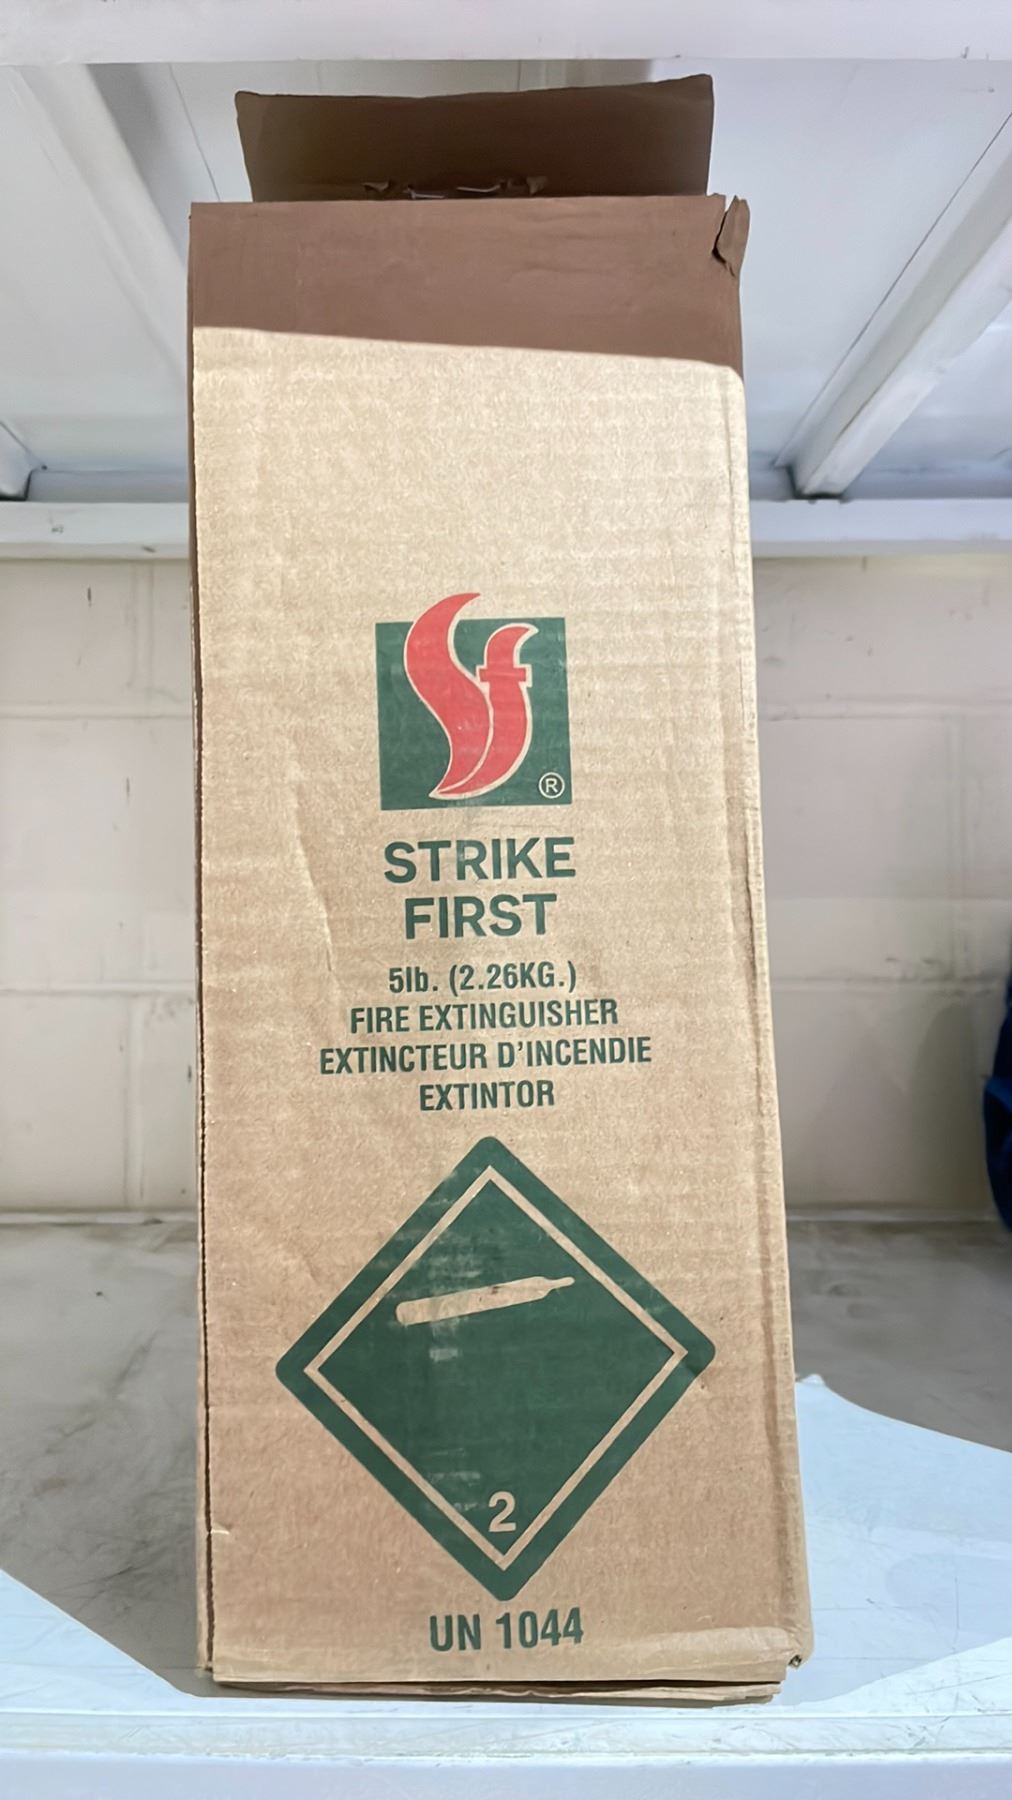 ®
STRIKE
FIRST
5lb. (2.26KG.)
FIRE EXTINGUISHER
EXTINCTEUR D'INCENDIE
EXTINTOR
2
UN 1044